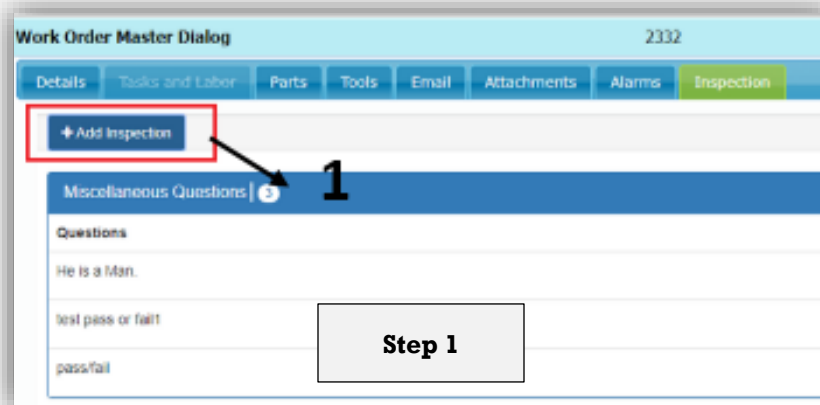 Work Order Master Dialog 2332
Details Tasks and Labor Parts Tools Email Attachments Alarms Inspection
+ Add Inspection
1
Miscellaneous Questions | 3
Questions
He is a Man.
test pass or fail1
pass/fail
Step 1